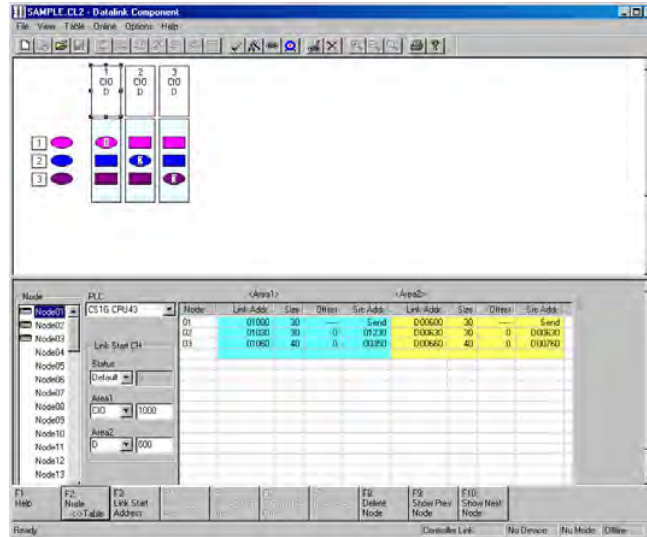 SAMPLE.CL2 - Datalink Component
File View Table Online Options Help
1 2 3
CIO CIO CIO
D D D
1
2
3
Node PLC <Area1> <Area2>
Node01 CS1G CPU43 Node Link Addr. Size Offset Src Addr. Link Addr. Size Offset Src Addr.
Node02 01 01000 30 ---- Send D00600 30 ---- Send
Node03 02 01030 30 0 01230 D00630 30 0 D00630
Node04 Link Start CH 03 01060 40 0 00350 D00660 40 0 D00760
Node05 Status
Node06 Default
Node07 Area1
Node08 CIO 1000
Node09
Node10 Area2
Node11 D 600
Node12
Node13
F1 F2 F3 F8 F9 F10
Help Node Link Start Delete Show Prev Show Next
<>Table Address Node Node Node
Ready Controller Link No Device No Mode Offline